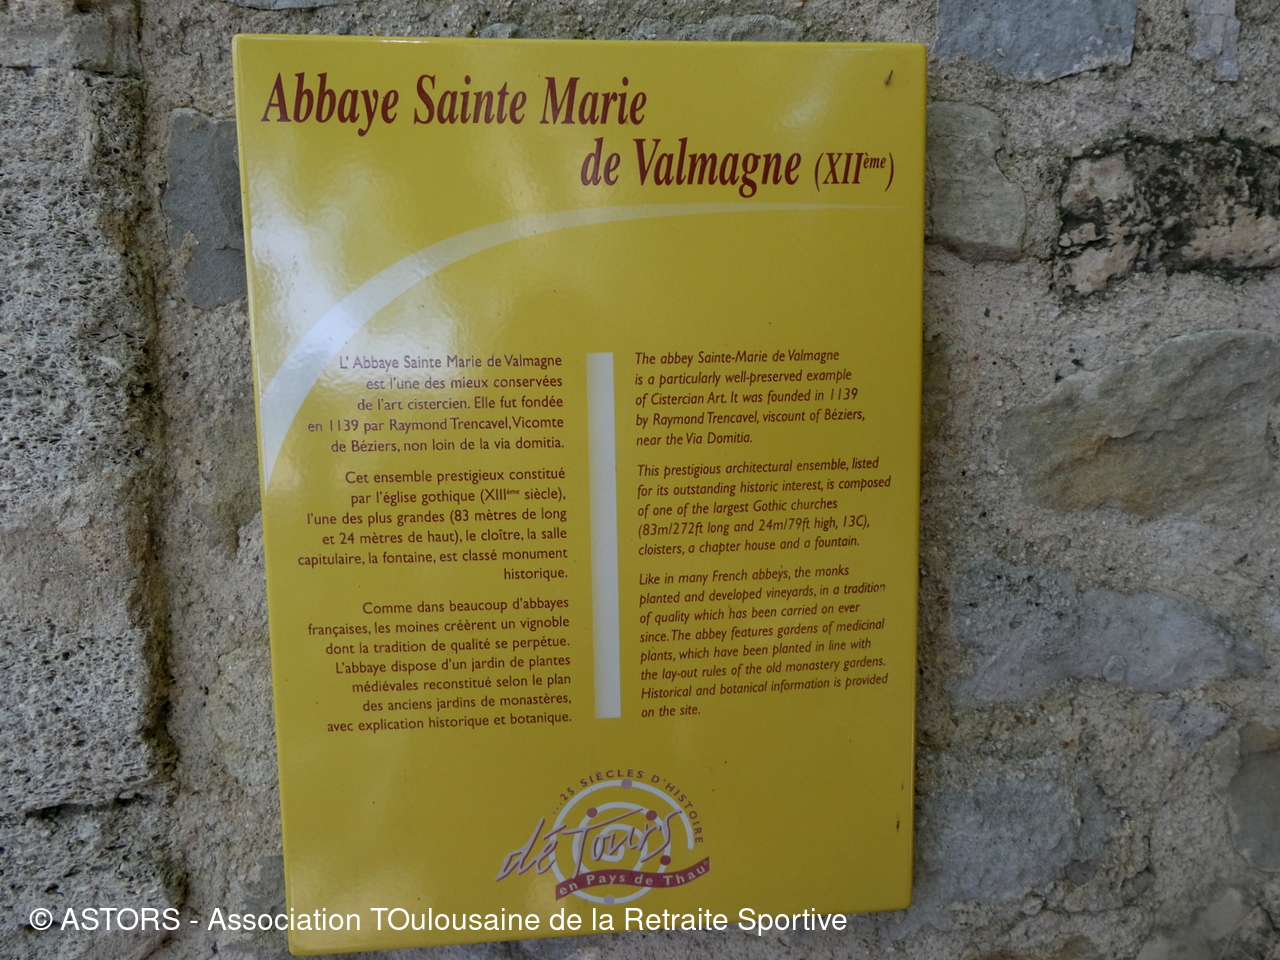 Abbaye Sainte Marie
de Valmagne (XIIème)
L' Abbaye Sainte Marie de Valmagne
est l'une des mieux conservées
de l'art cistercien. Elle fut fondée
en 1139 par Raymond Trencavel, Vicomte
de Béziers, non loin de la via domitia.
Cet ensemble prestigieux constitué
par l'église gothique (XIIIème siècle),
l'une des plus grandes (83 mètres de long
et 24 mètres de haut), le cloître, la salle
capitulaire, la fontaine, est classé monument
historique.
Comme dans beaucoup d'abbayes
françaises, les moines créèrent un vignoble
dont la tradition de qualité se perpétue.
L'abbaye dispose d'un jardin de plantes
médiévales reconstitué selon le plan
des anciens jardins de monastères,
avec explication historique et botanique.
The abbey Sainte-Marie de Valmagne
is a particularly well-preserved example
of Cistercian Art. It was founded in 1139
by Raymond Trencavel, viscount of Béziers,
near the Via Domitia.
This prestigious architectural ensemble, listed
for its outstanding historic interest, is composed
of one of the largest Gothic churches
(83m/272ft long and 24m/79ft high, 13C),
cloisters, a chapter house and a fountain.
Like in many French abbeys, the monks
planted and developed vineyards, in a tradition
of quality which has been carried on ever
since. The abbey features gardens of medicinal
plants, which have been planted in line with
the lay-out rules of the old monastery gardens.
Historical and botanical information is provided
on the site.
...25 SIÈCLES D'HISTOIRE
déTours
en Pays de Thau
© ASTORS - Association TOulousaine de la Retraite Sportive